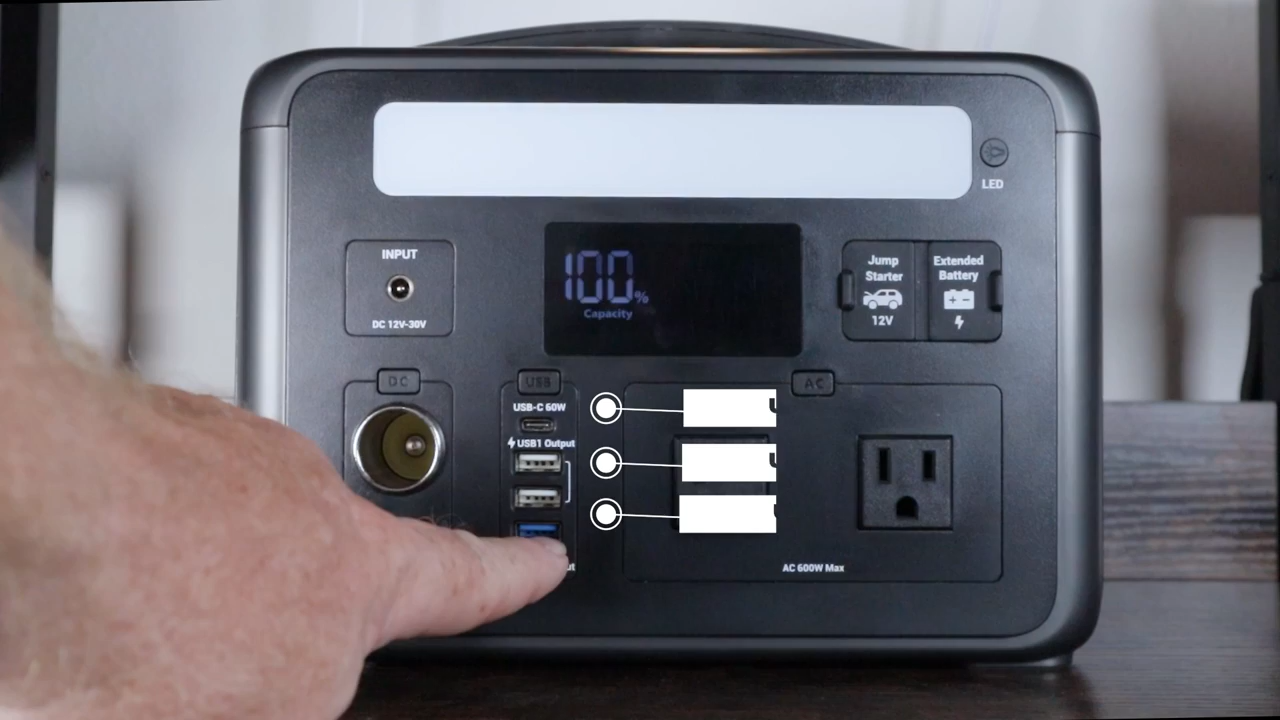 LED
INPUT
DC 12V-30V
100%
Capacity
Jump
Starter
12V
Extended
Battery
DC
USB
AC
USB-C 60W
USB1 Output
AC 600W Max